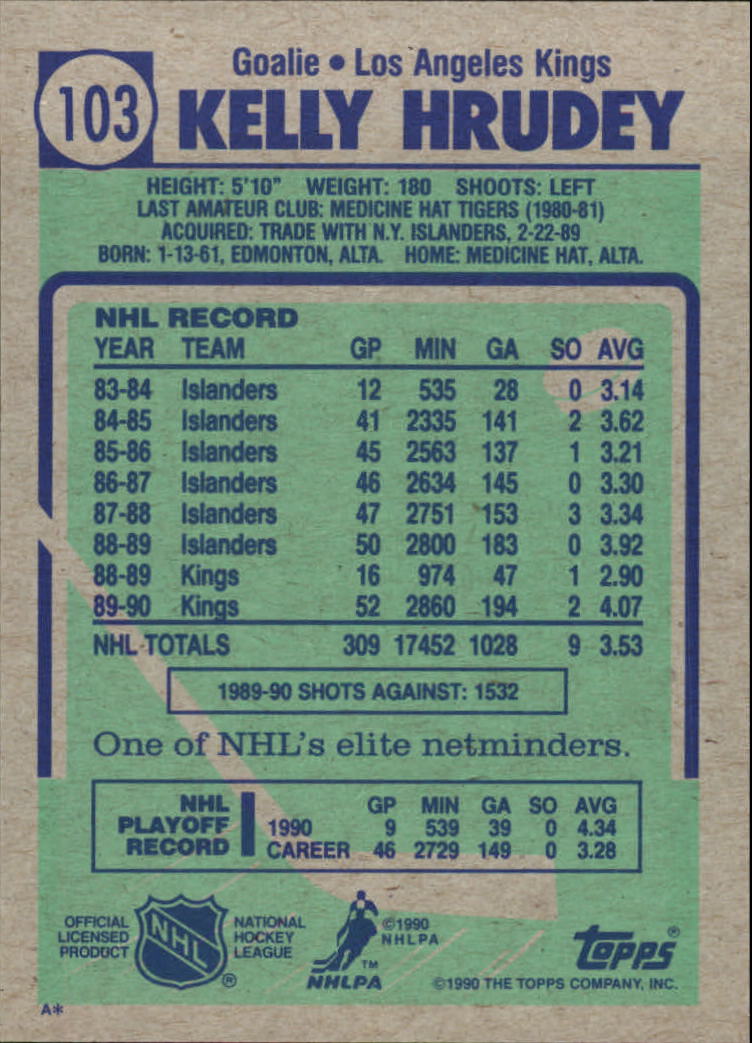 103
Goalie • Los Angeles Kings
KELLY HRUDEY
HEIGHT: 5'10" WEIGHT: 180 SHOOTS: LEFT
LAST AMATEUR CLUB: MEDICINE HAT TIGERS (1980-81)
ACQUIRED: TRADE WITH N.Y. ISLANDERS, 2-22-89
BORN: 1-13-61, EDMONTON, ALTA. HOME: MEDICINE HAT, ALTA.
NHL RECORD
YEAR TEAM GP MIN GA SO AVG
83-84 Islanders 12 535 28 0 3.14
84-85 Islanders 41 2335 141 2 3.62
85-86 Islanders 45 2563 137 1 3.21
86-87 Islanders 46 2634 145 0 3.30
87-88 Islanders 47 2751 153 3 3.34
88-89 Islanders 50 2800 183 0 3.92
88-89 Kings 16 974 47 1 2.90
89-90 Kings 52 2860 194 2 4.07
NHL TOTALS 309 17452 1028 9 3.53
1989-90 SHOTS AGAINST: 1532
One of NHL's elite netminders.
NHL PLAYOFF RECORD
GP MIN GA SO AVG
1990 9 539 39 0 4.34
CAREER 46 2729 149 0 3.28
OFFICIAL
LICENSED
PRODUCT
NHL
®
NATIONAL
HOCKEY
LEAGUE
©1990
NHLPA
TM
NHLPA
TOPPS®
©1990 THE TOPPS COMPANY, INC.
A*